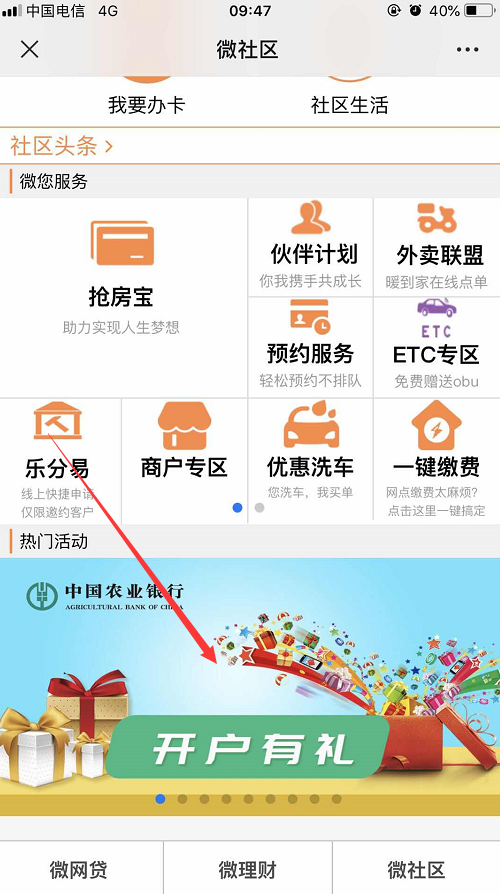 中国电信 4G 09:47 40%
微社区
我要办卡 社区生活
社区头条
微您服务
抢房宝
助力实现人生梦想
伙伴计划
你我携手共成长
外卖联盟
暖到家在线点单
预约服务
轻松预约不排队
ETC
ETC专区
免费赠送obu
乐分易
线上快捷申请
仅限邀约客户
商户专区
优惠洗车
您洗车，我买单
一键缴费
网点缴费太麻烦？
点击这里一键搞定
热门活动
中国农业银行
AGRICULTURAL BANK OF CHINA
开户有礼
微网贷 微理财 微社区